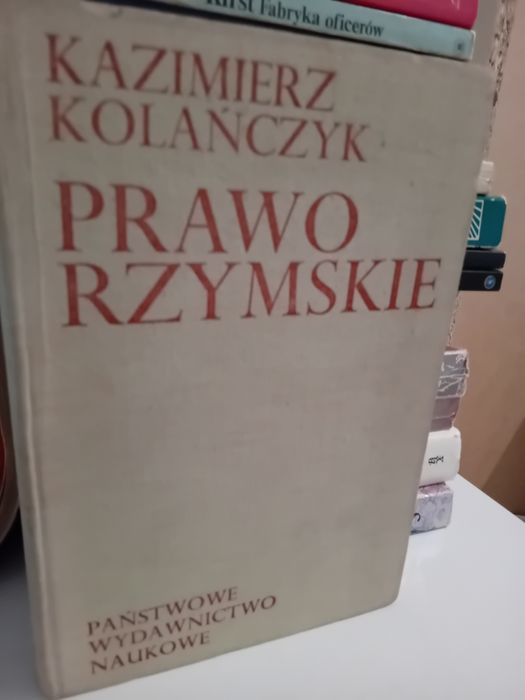 Kirst Fabryka oficerów
KAZIMIERZ
KOLAŃCZYK
PRAWO
RZYMSKIE
PAŃSTWOWE
WYDAWNICTWO
NAUKOWE